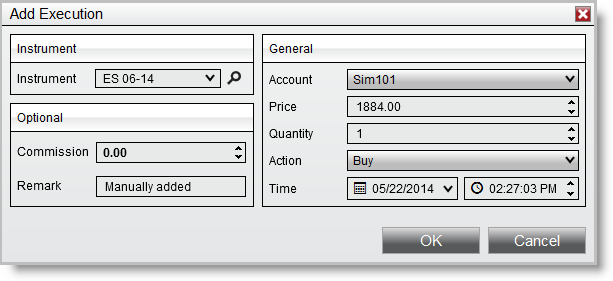 Add Execution
Instrument
Instrument ES 06-14
Optional
Commission 0.00
Remark Manually added
General
Account Sim101
Price 1884.00
Quantity 1
Action Buy
Time 05/22/2014 02:27:03 PM
OK Cancel